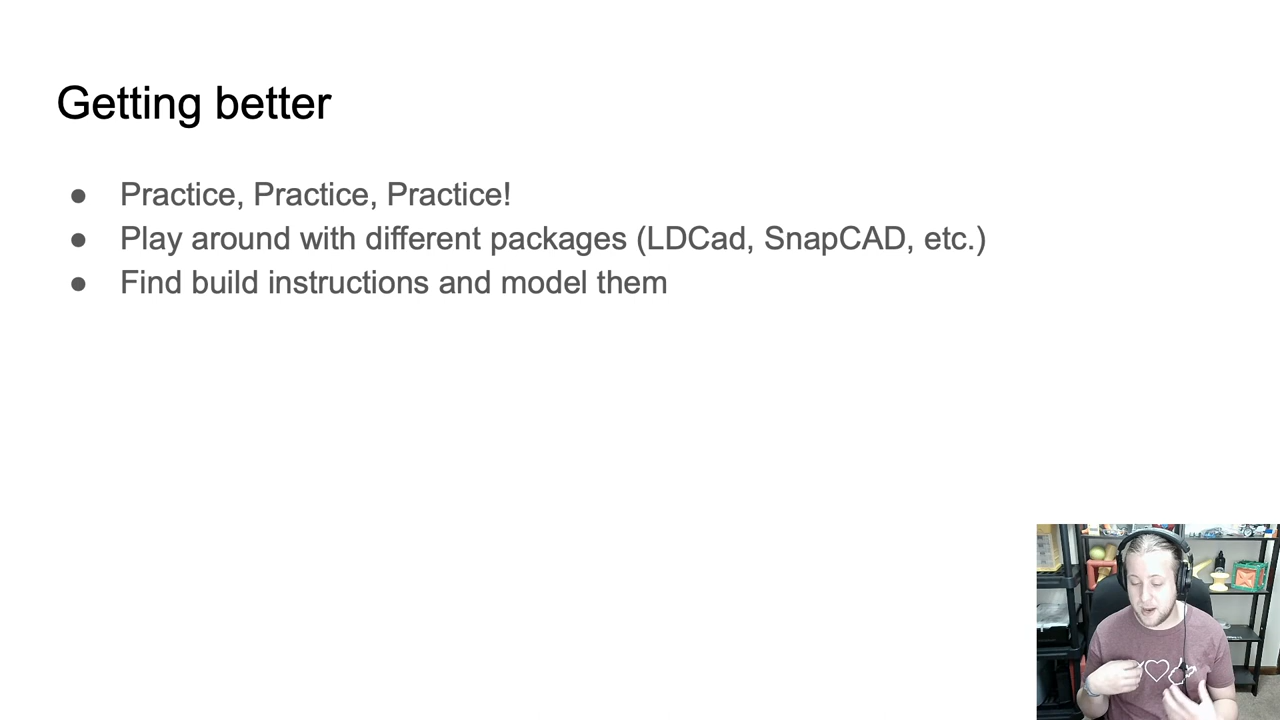 Getting better
● Practice, Practice, Practice!
● Play around with different packages (LDCad, SnapCAD, etc.)
● Find build instructions and model them